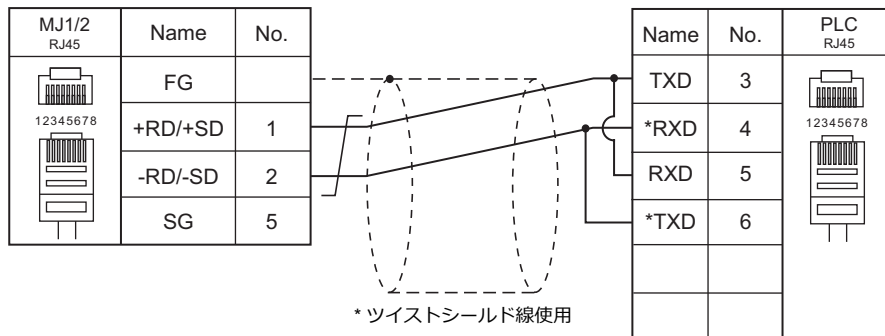 MJ1/2
RJ45
Name
No.
FG
+RD/+SD
1
-RD/-SD
2
SG
5
12345678
Name
No.
PLC
RJ45
TXD
3
*RXD
4
RXD
5
*TXD
6
12345678
* ツイストシールド線使用